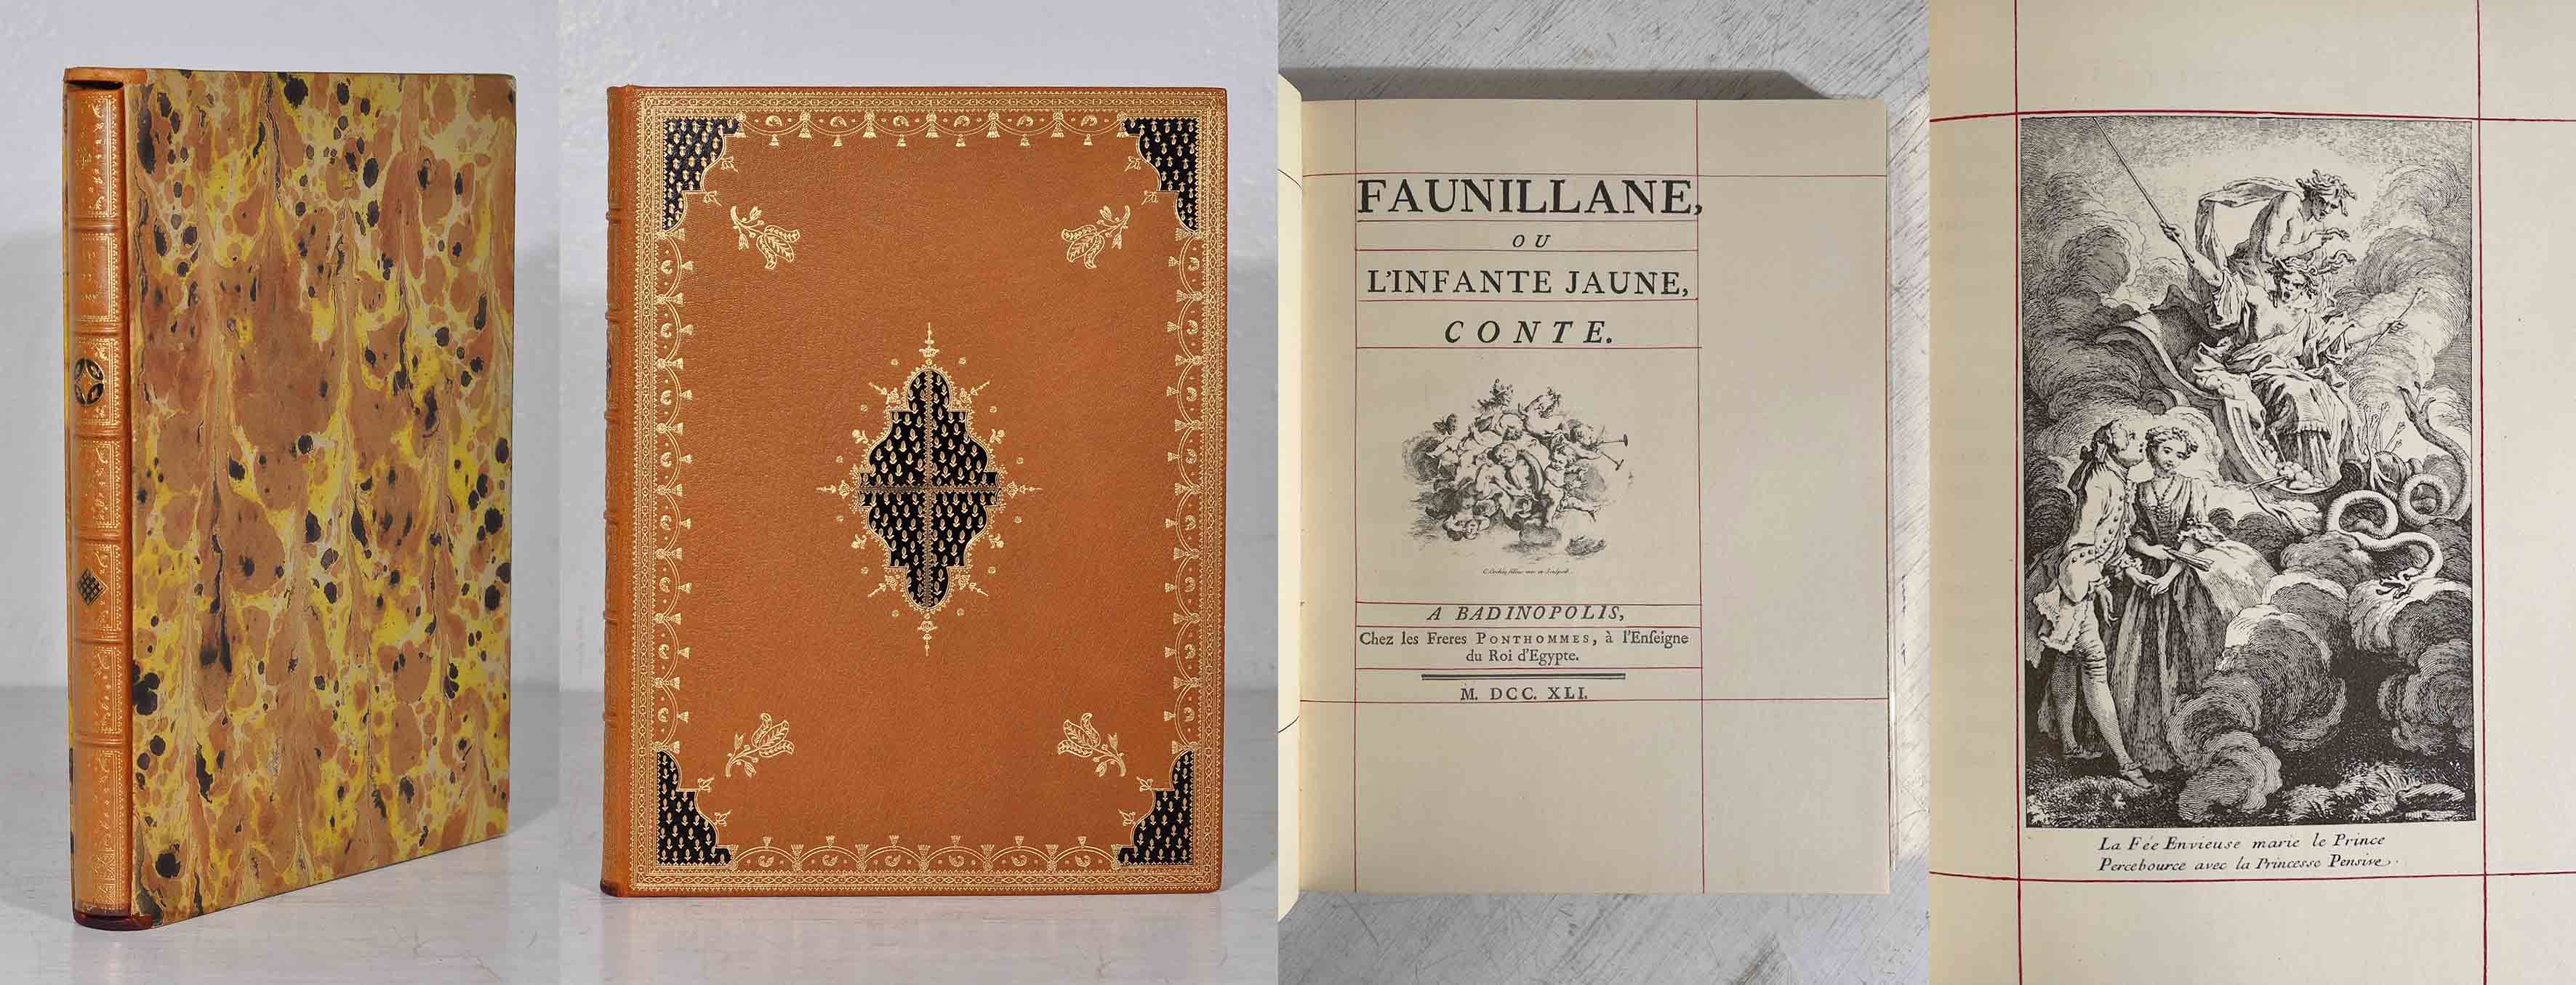 FAUNILLANE,
OU
L'INFANTE JAUNE,
CONTE.
A BADINOPOLIS,
Chez les Freres PONTHOMMES, à l'Enſeigne
du Roi d'Egypte.
M. DCC. XLI.
La Fée Envieuse marie le Prince
Percebource avec la Princesse Pensive.